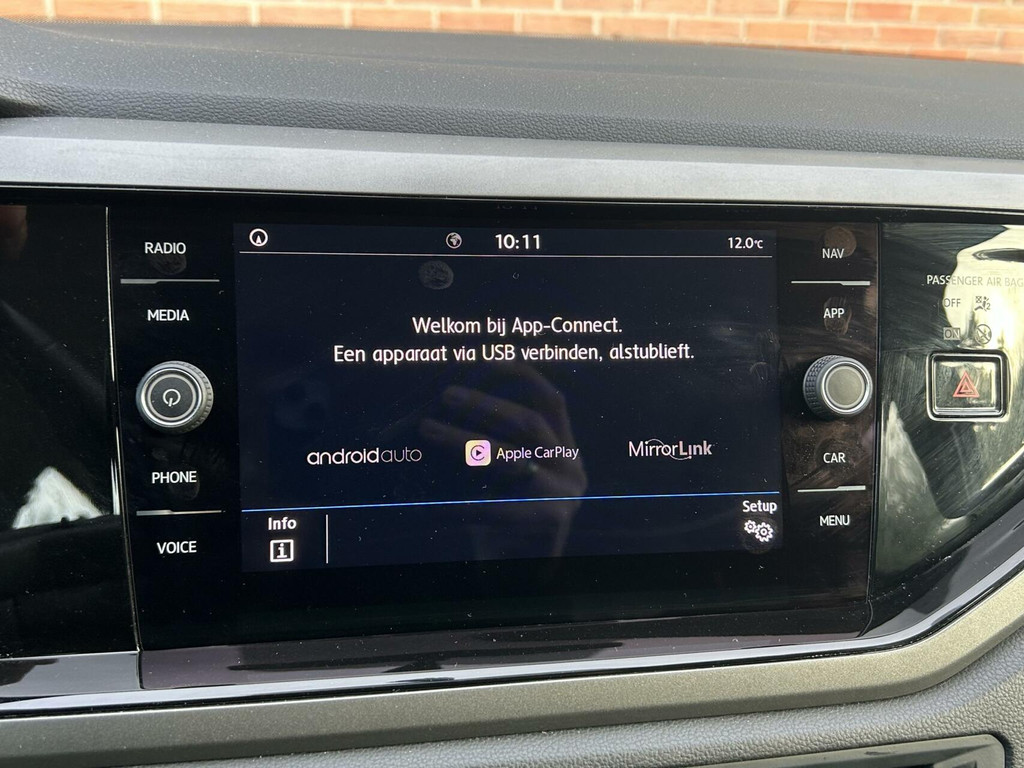 10:11
12.0°C
RADIO
MEDIA
PHONE
VOICE
Welkom bij App-Connect.
Een apparaat via USB verbinden, alstublieft.
androidauto
Apple CarPlay
MirrorLink
Info
i
Setup
NAV
APP
CAR
MENU
PASSENGER AIR BAG
OFF
ON